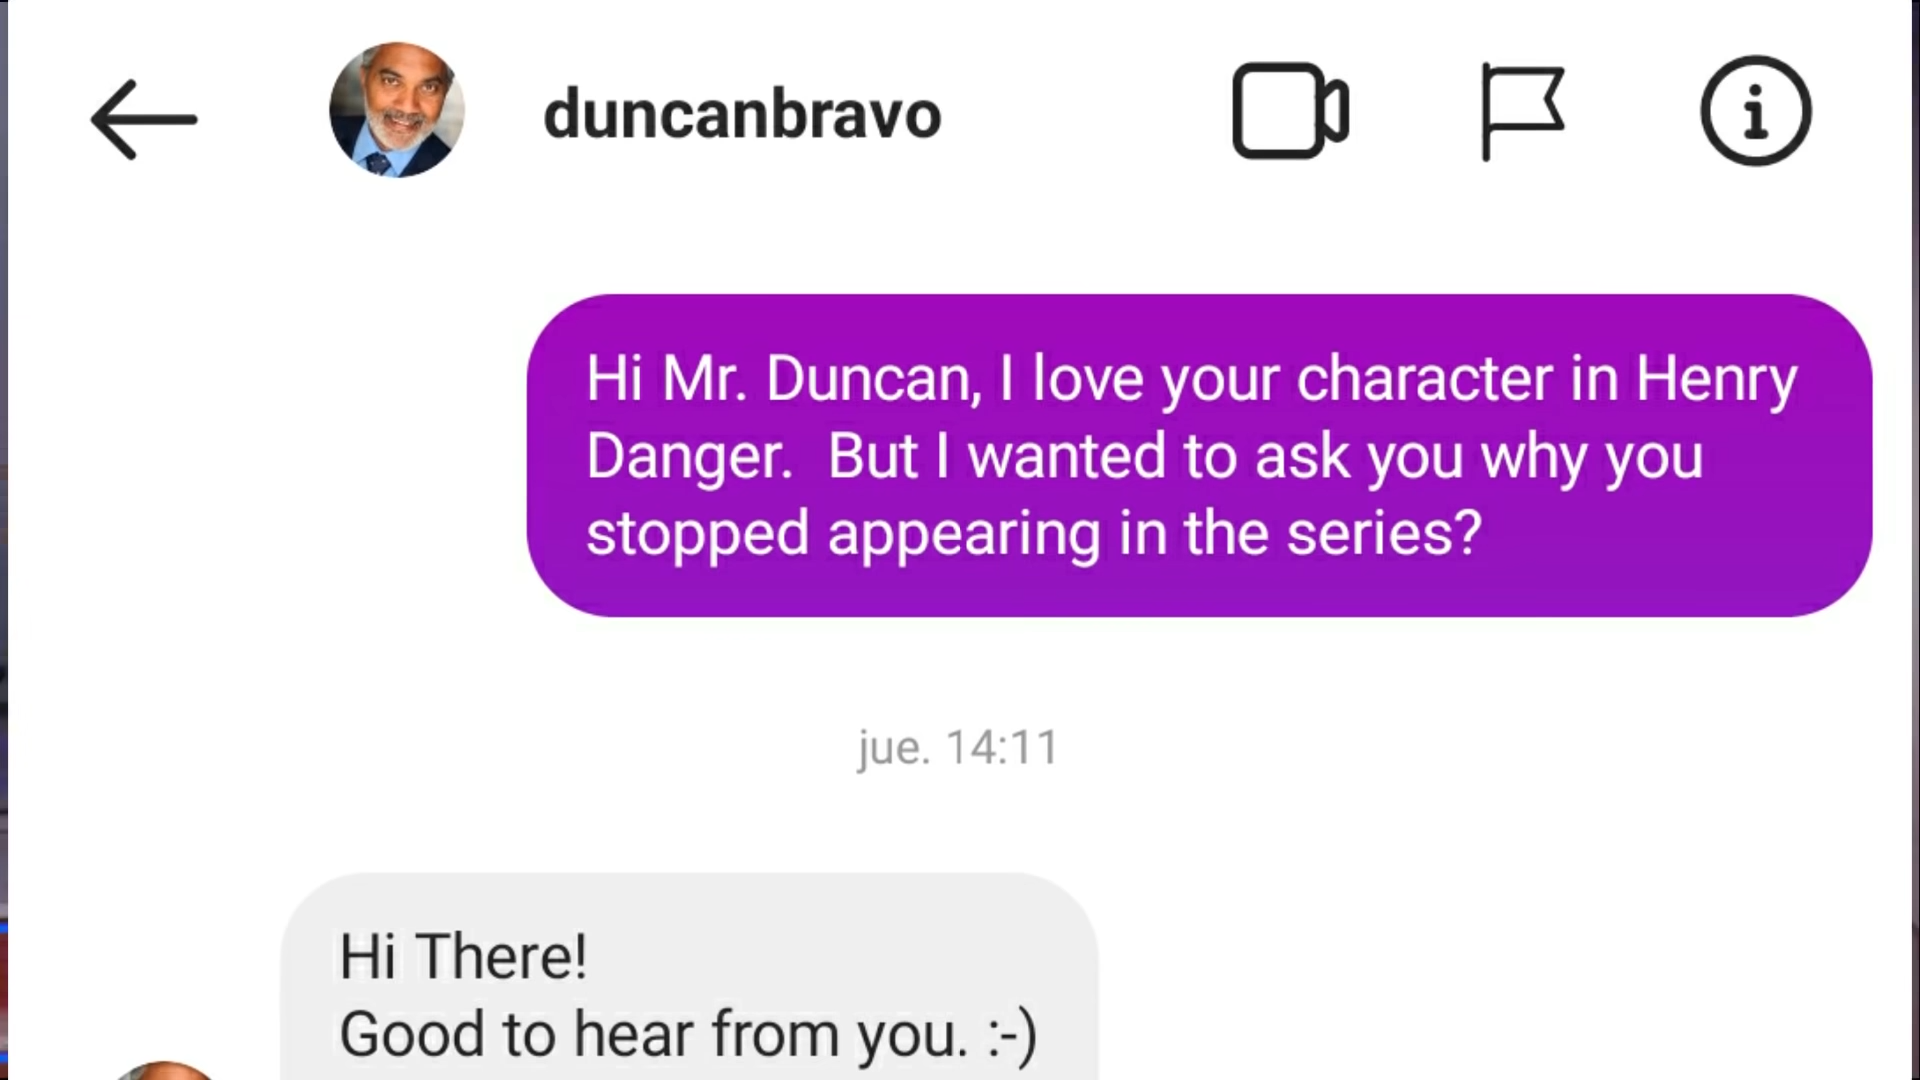 duncanbravo
Hi Mr. Duncan, I love your character in Henry
Danger.  But I wanted to ask you why you
stopped appearing in the series?
jue. 14:11
Hi There!
Good to hear from you. :-)